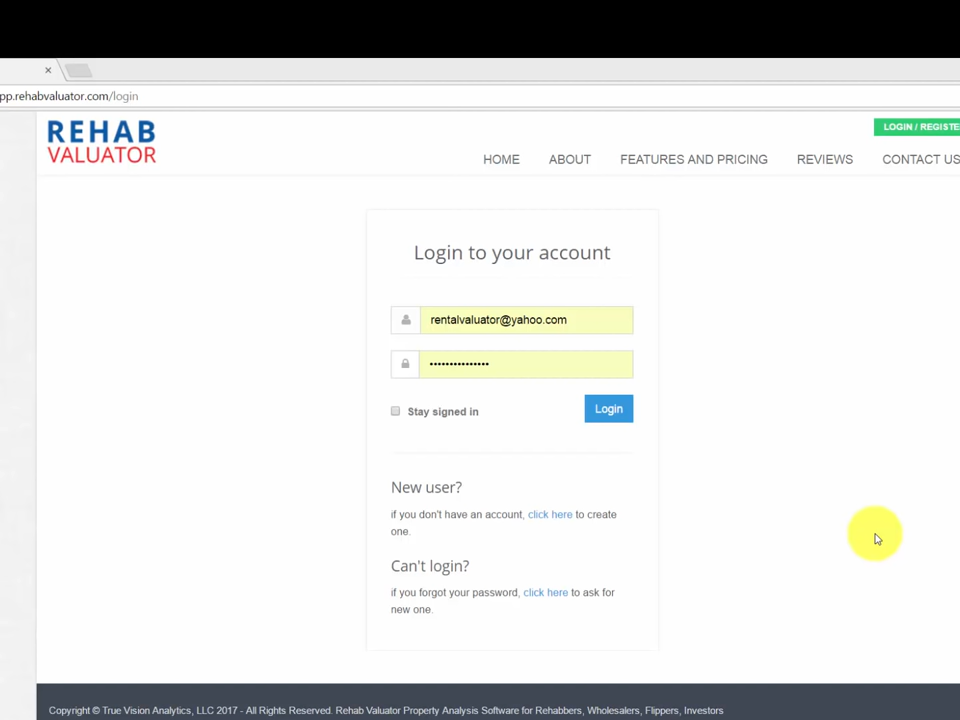 pp.rehabvaluator.com/login
REHAB
VALUATOR
LOGIN / REGISTE
HOME ABOUT FEATURES AND PRICING REVIEWS CONTACT US
Login to your account
rentalvaluator@yahoo.com
•••••••••••••••
Stay signed in
Login
New user?
if you don't have an account, click here to create
one.
Can't login?
if you forgot your password, click here to ask for
new one.
Copyright © True Vision Analytics, LLC 2017 - All Rights Reserved. Rehab Valuator Property Analysis Software for Rehabbers, Wholesalers, Flippers, Investors